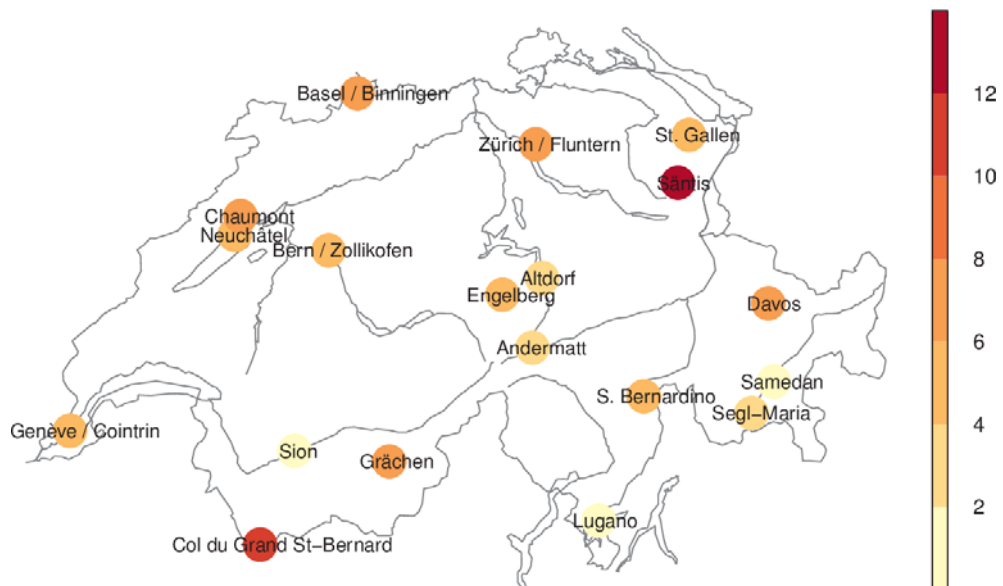 Basel / Binningen
Zürich / Fluntern
St. Gallen
Säntis
Chaumont
Neuchâtel
Bern / Zollikofen
Altdorf
Engelberg
Davos
Andermatt
Samedan
S. Bernardino
Segl−Maria
Genève / Cointrin
Sion
Grächen
Lugano
Col du Grand St−Bernard
12
10
8
6
4
2